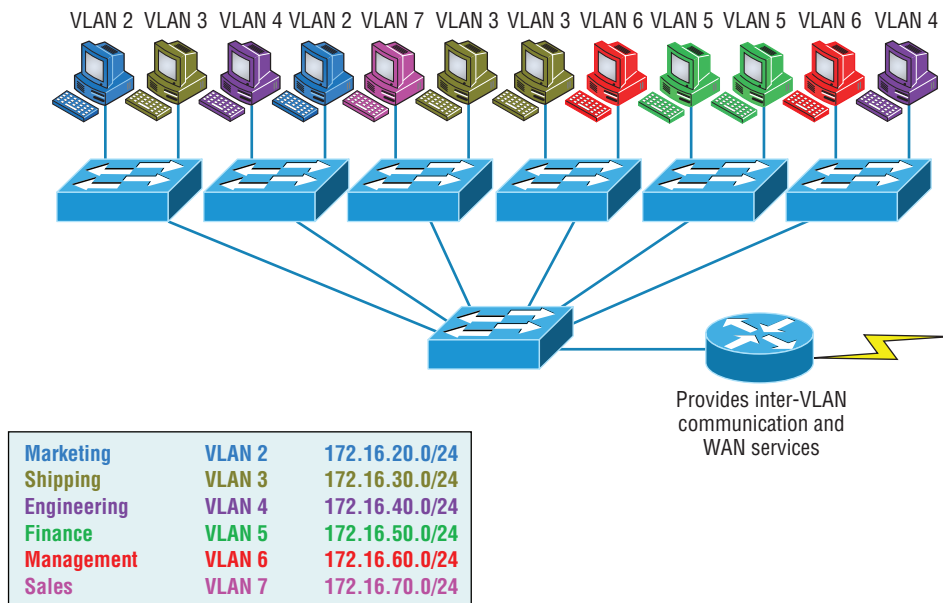 VLAN 2 VLAN 3 VLAN 4 VLAN 2 VLAN 7 VLAN 3 VLAN 3 VLAN 6 VLAN 5 VLAN 5 VLAN 6 VLAN 4
Provides inter-VLAN
communication and
WAN services
Marketing VLAN 2 172.16.20.0/24
Shipping VLAN 3 172.16.30.0/24
Engineering VLAN 4 172.16.40.0/24
Finance VLAN 5 172.16.50.0/24
Management VLAN 6 172.16.60.0/24
Sales VLAN 7 172.16.70.0/24